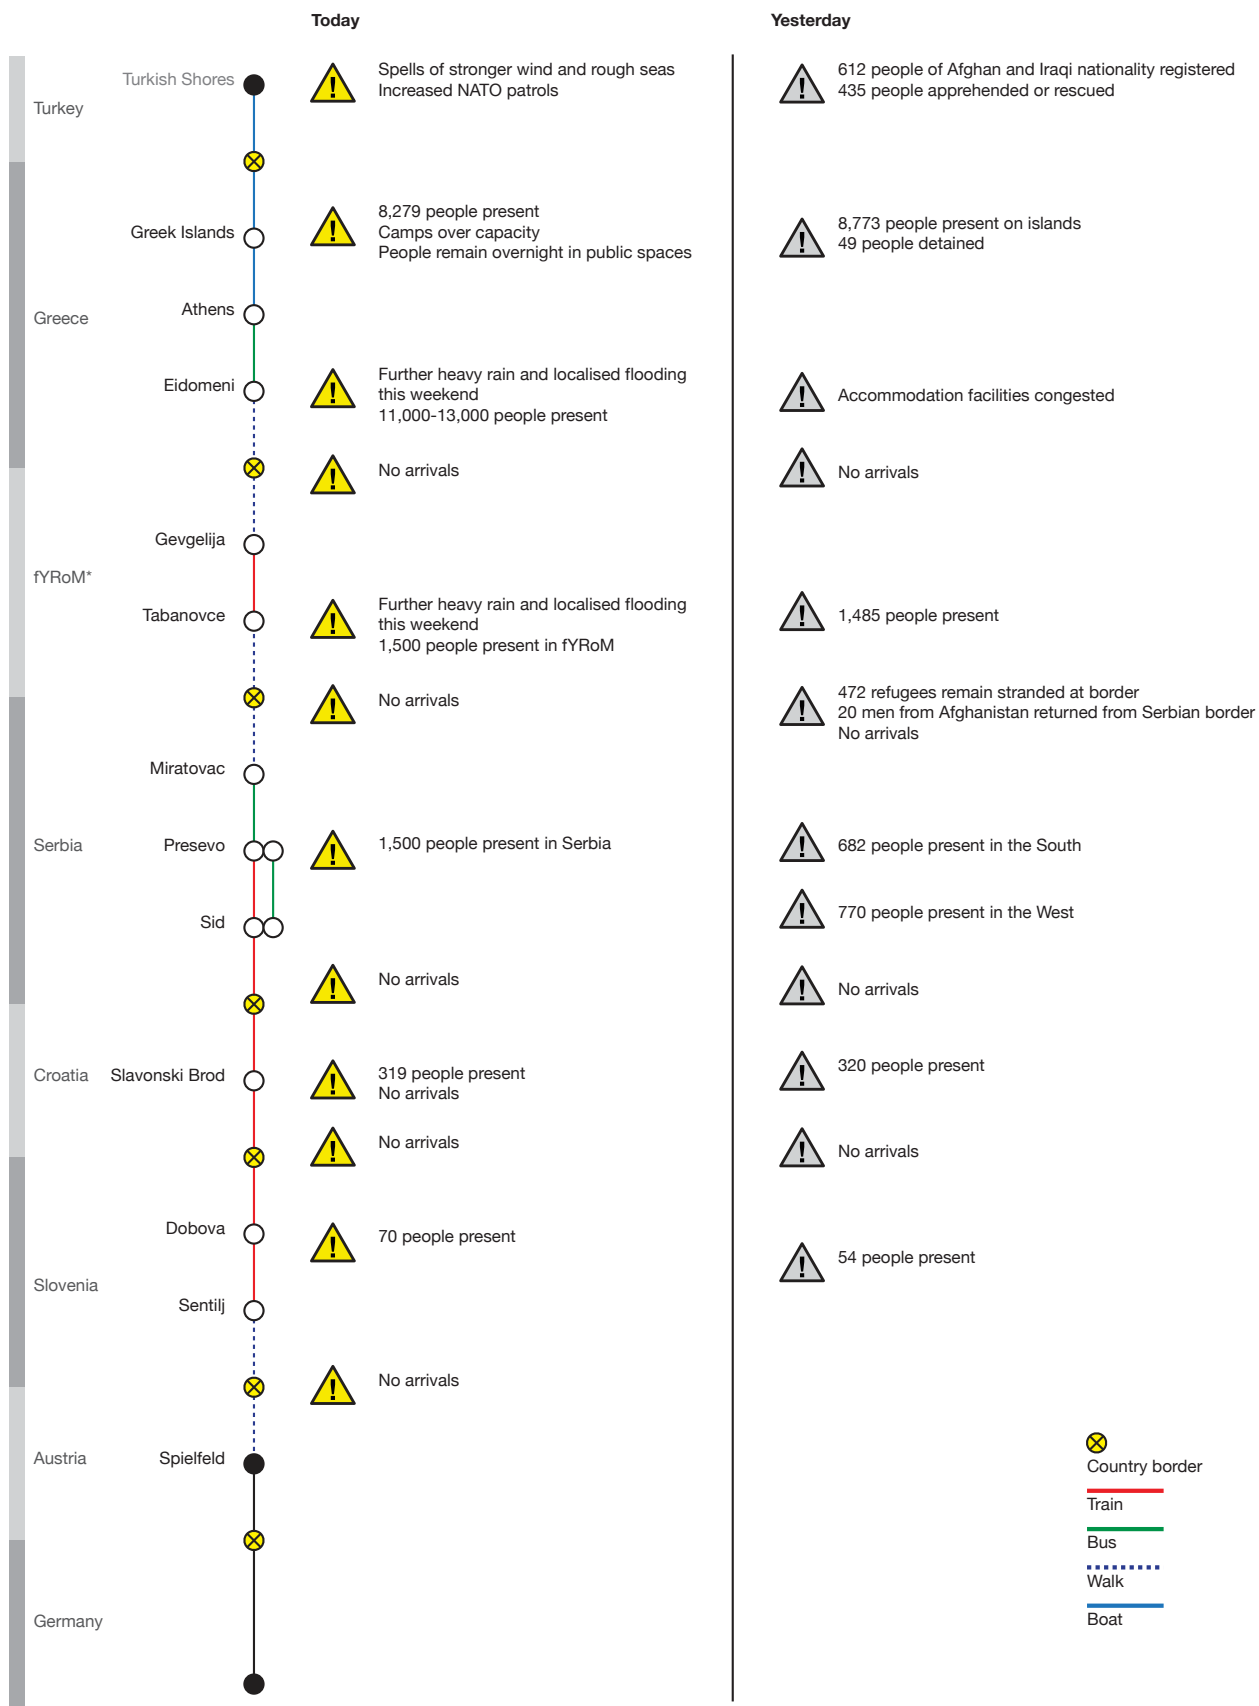 Today
Yesterday
Turkey
Turkish Shores
Spells of stronger wind and rough seas
Increased NATO patrols
612 people of Afghan and Iraqi nationality registered
435 people apprehended or rescued
Greece
Greek Islands
8,279 people present
Camps over capacity
People remain overnight in public spaces
8,773 people present on islands
49 people detained
Athens
Eidomeni
Further heavy rain and localised flooding
this weekend
11,000-13,000 people present
Accommodation facilities congested
No arrivals
No arrivals
fYRoM*
Gevgelija
Tabanovce
Further heavy rain and localised flooding
this weekend
1,500 people present in fYRoM
1,485 people present
No arrivals
472 refugees remain stranded at border
20 men from Afghanistan returned from Serbian border
No arrivals
Serbia
Miratovac
Presevo
1,500 people present in Serbia
682 people present in the South
Sid
770 people present in the West
No arrivals
No arrivals
Croatia
Slavonski Brod
319 people present
No arrivals
320 people present
No arrivals
No arrivals
Slovenia
Dobova
70 people present
54 people present
Sentilj
No arrivals
Austria
Spielfeld
Germany
Country border
Train
Bus
Walk
Boat